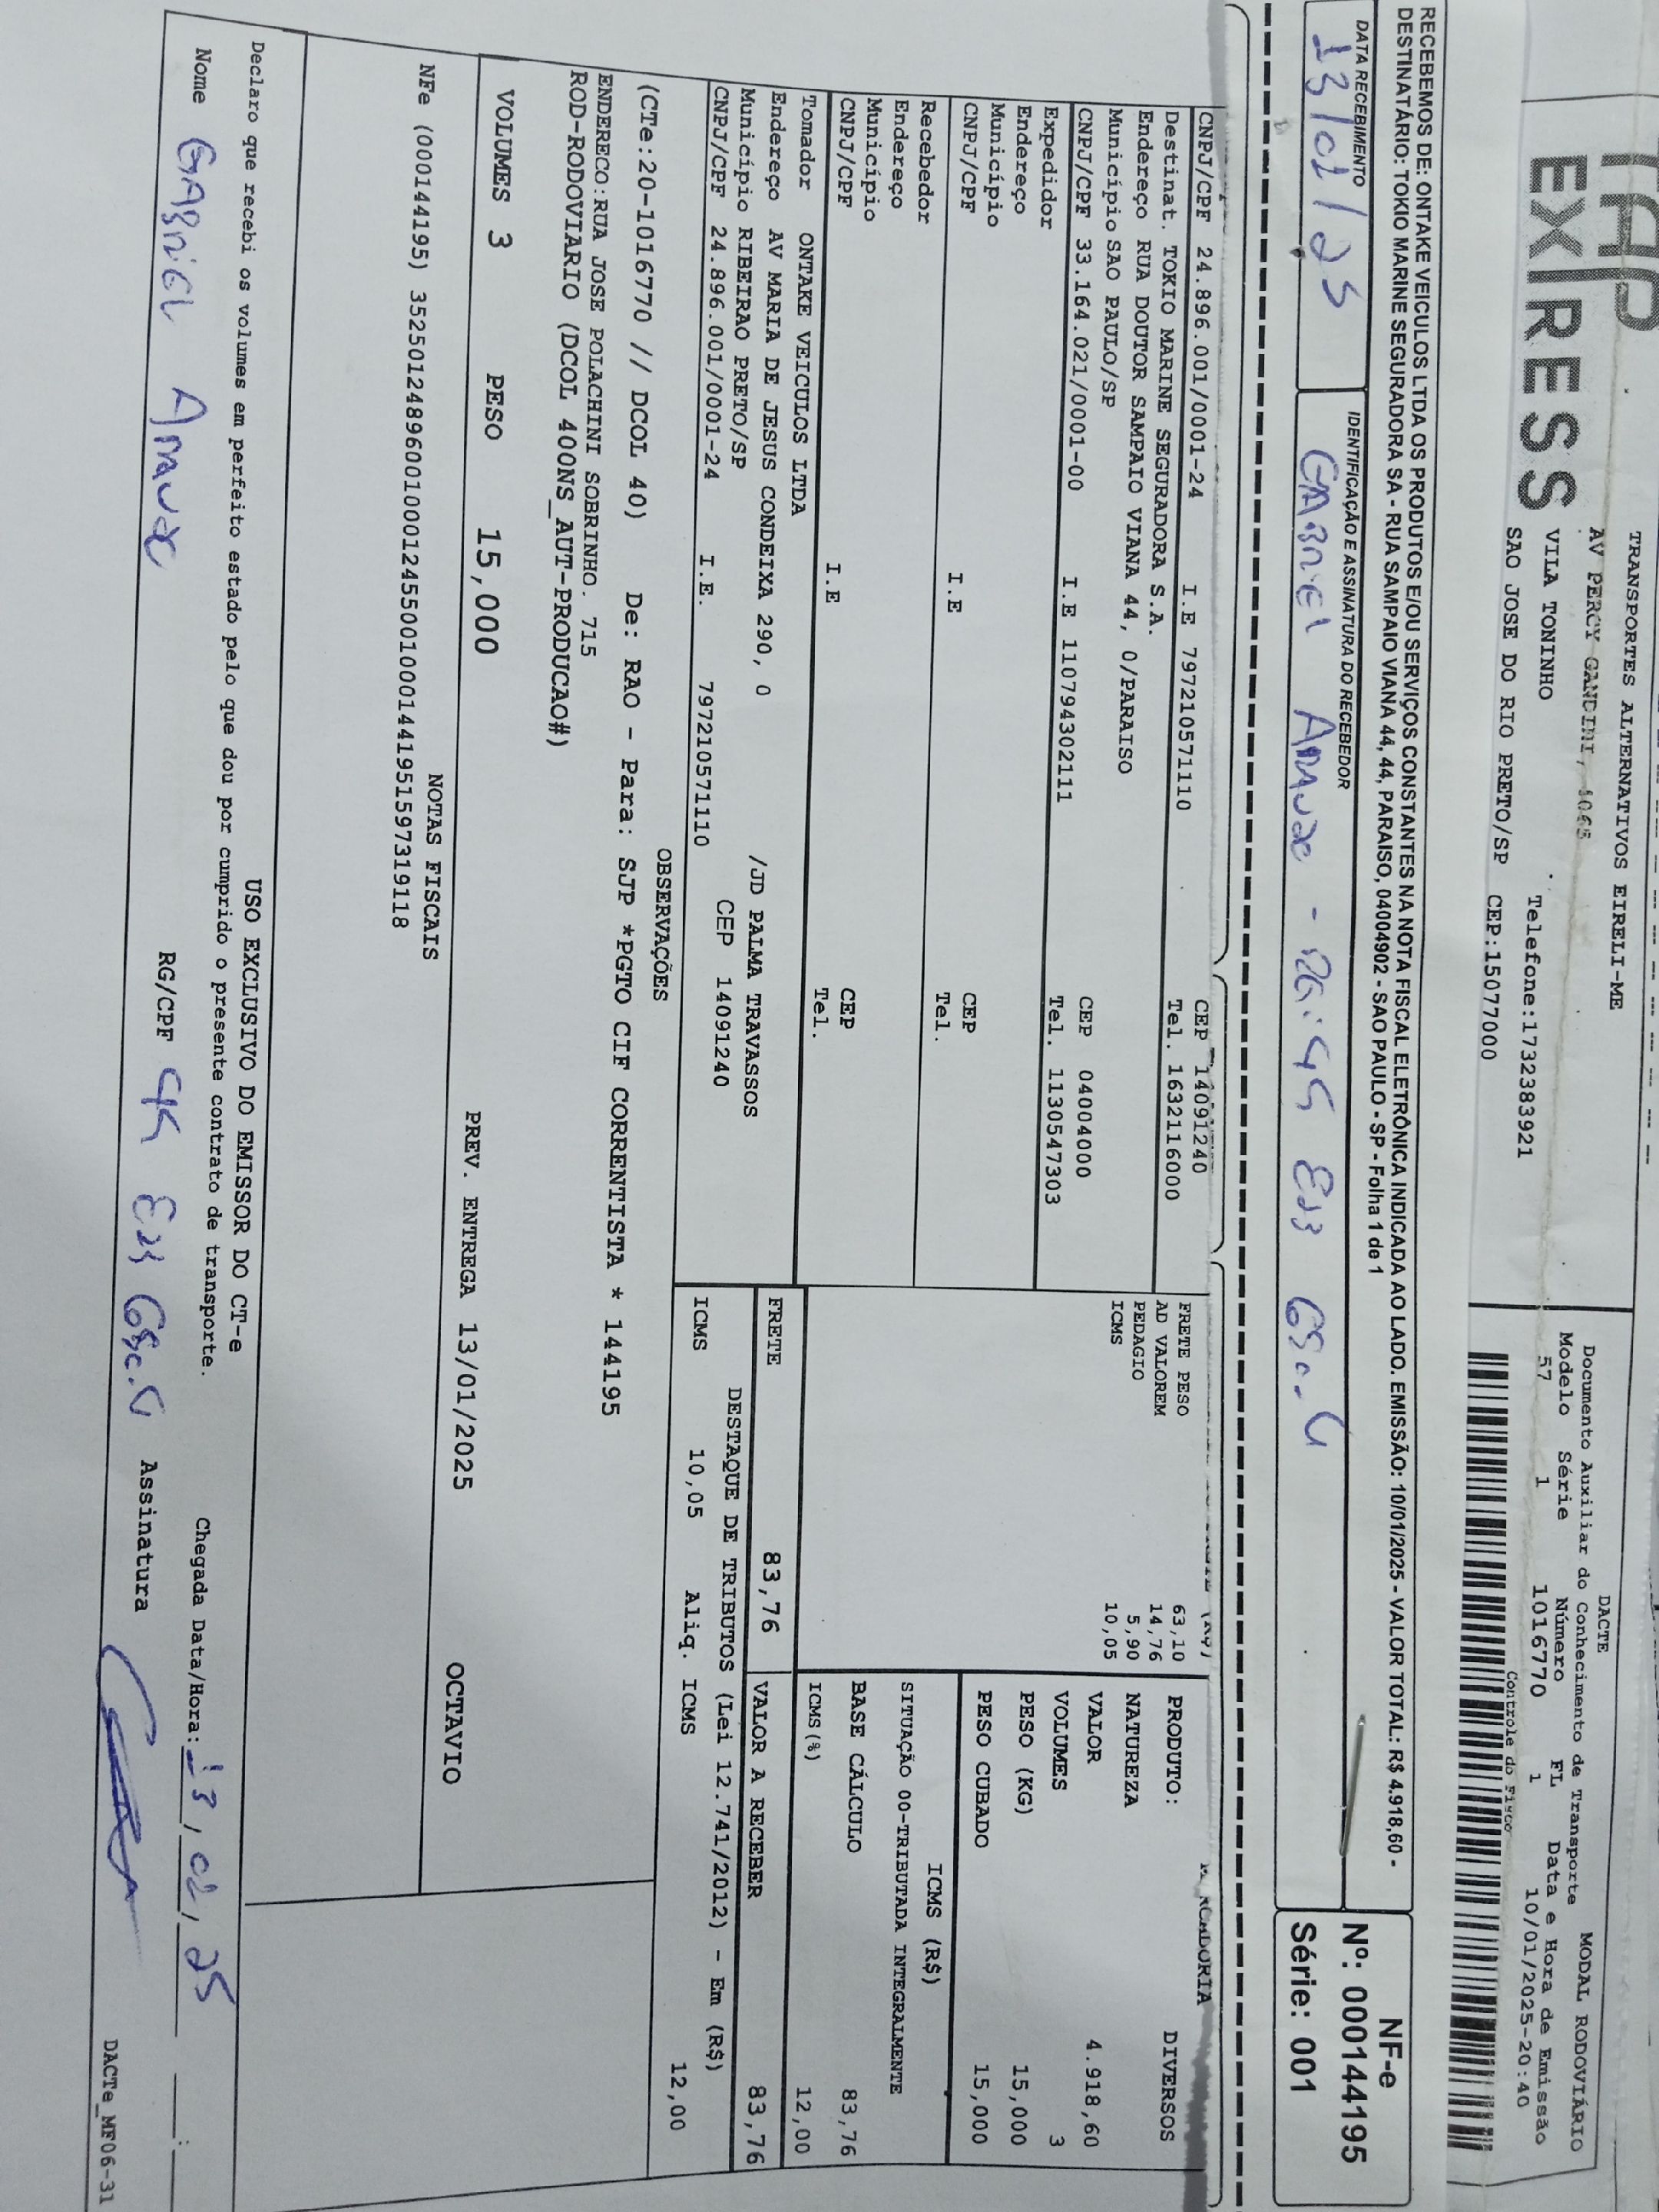 TAP
EXPRESS
TRANSPORTES ALTERNATIVOS EIRELI-ME
AV PERCY GANDINI, 1065
VILA TONINHO Telefone:1732383921
SAO JOSE DO RIO PRETO/SP CEP:15077000
DACTE MODAL RODOVIÁRIO
Documento Auxiliar do Conhecimento de Transporte
Modelo Série Número FL Data e Hora de Emissão
57 1 1016770 1 10/01/2025-20:40
Controle do Fisco
RECEBEMOS DE: ONTAKE VEICULOS LTDA OS PRODUTOS E/OU SERVIÇOS CONSTANTES NA NOTA FISCAL ELETRÔNICA INDICADA AO LADO. EMISSÃO: 10/01/2025 - VALOR TOTAL: R$ 4.918,60 -
DESTINATÁRIO: TOKIO MARINE SEGURADORA SA - RUA SAMPAIO VIANA 44, 44, PARAISO, 04004902 - SAO PAULO - SP - Folha 1 de 1
DATA RECEBIMENTO IDENTIFICAÇÃO E ASSINATURA DO RECEBEDOR
13/01/25 GABRIEL
NF-e
Nº: 000144195
Série: 001
CNPJ/CPF 24.896.001/0001-24 I.E 797210571110 CEP 14091240
Tel. 1632116000
Destinat. TOKIO MARINE SEGURADORA S.A.
Endereço RUA DOUTOR SAMPAIO VIANA 44, 0/PARAISO
Município SAO PAULO/SP CEP 04004000
CNPJ/CPF 33.164.021/0001-00 I.E 110794302111 Tel. 1130547303
Expedidor
Endereço
Município CEP
CNPJ/CPF I.E Tel.
Recebedor
Endereço
Município CEP
CNPJ/CPF I.E Tel.
Tomador ONTAKE VEICULOS LTDA
Endereço AV MARIA DE JESUS CONDEIXA 290, 0 /JD PALMA TRAVASSOS
Município RIBEIRAO PRETO/SP CEP 14091240
CNPJ/CPF 24.896.001/0001-24 I.E. 797210571110
FRETE PESO 63,10
AD VALOREM 14,76
PEDAGIO 5,90
ICMS 10,05
PRODUTO: DIVERSOS
NATUREZA
VALOR 4.918,60
VOLUMES 3
PESO (KG) 15,000
PESO CUBADO 15,000
ICMS (R$)
SITUAÇÃO 00-TRIBUTADA INTEGRALMENTE
BASE CÁLCULO 83,76
ICMS(%) 12,00
FRETE 83,76 VALOR A RECEBER 83,76
DESTAQUE DE TRIBUTOS (Lei 12.741/2012) - Em (R$)
ICMS 10,05 Aliq. ICMS 12,00
OBSERVAÇÕES
(CTe:20-1016770 // DCOL 40) De: RAO - Para: SJP *PGTO CIF CORRENTISTA * 144195
ENDERECO:RUA JOSE POLACHINI SOBRINHO. 715
ROD-RODOVIARIO (DCOL 400NS_AUT-PRODUCAO#)
VOLUMES 3 PESO 15,000 PREV. ENTREGA 13/01/2025 OCTAVIO
NOTAS FISCAIS
NFe (000144195) 35250124896001000124550010001441951597319118
USO EXCLUSIVO DO EMISSOR DO CT-e
Declaro que recebi os volumes em perfeito estado pelo que dou por cumprido o presente contrato de transporte.
Chegada Data/Hora: 13/01/25
Nome GABRIEL RG/CPF Assinatura
DACTe_MF06-31